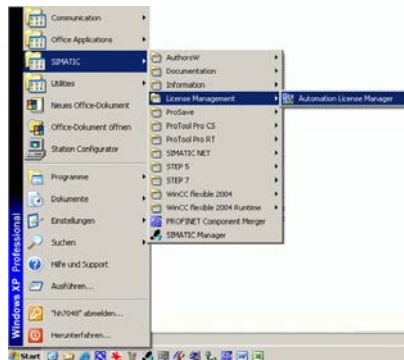 Communication
Office Applications
SIMATIC
Utilities
Neues Office-Dokument
Office-Dokument öffnen
Station Configurator
Programme
Dokumente
Einstellungen
Suchen
Hilfe und Support
Ausführen...
"hh7048" abmelden...
Herunterfahren...
Windows XP Professional
Start
AuthorsW
Documentation
Information
License Management
ProSave
ProTool Pro CS
ProTool Pro RT
SIMATIC NET
STEP 5
STEP 7
WinCC flexible 2004
WinCC flexible 2004 Runtime
PROFINET Component Merger
SIMATIC Manager
Automation License Manager